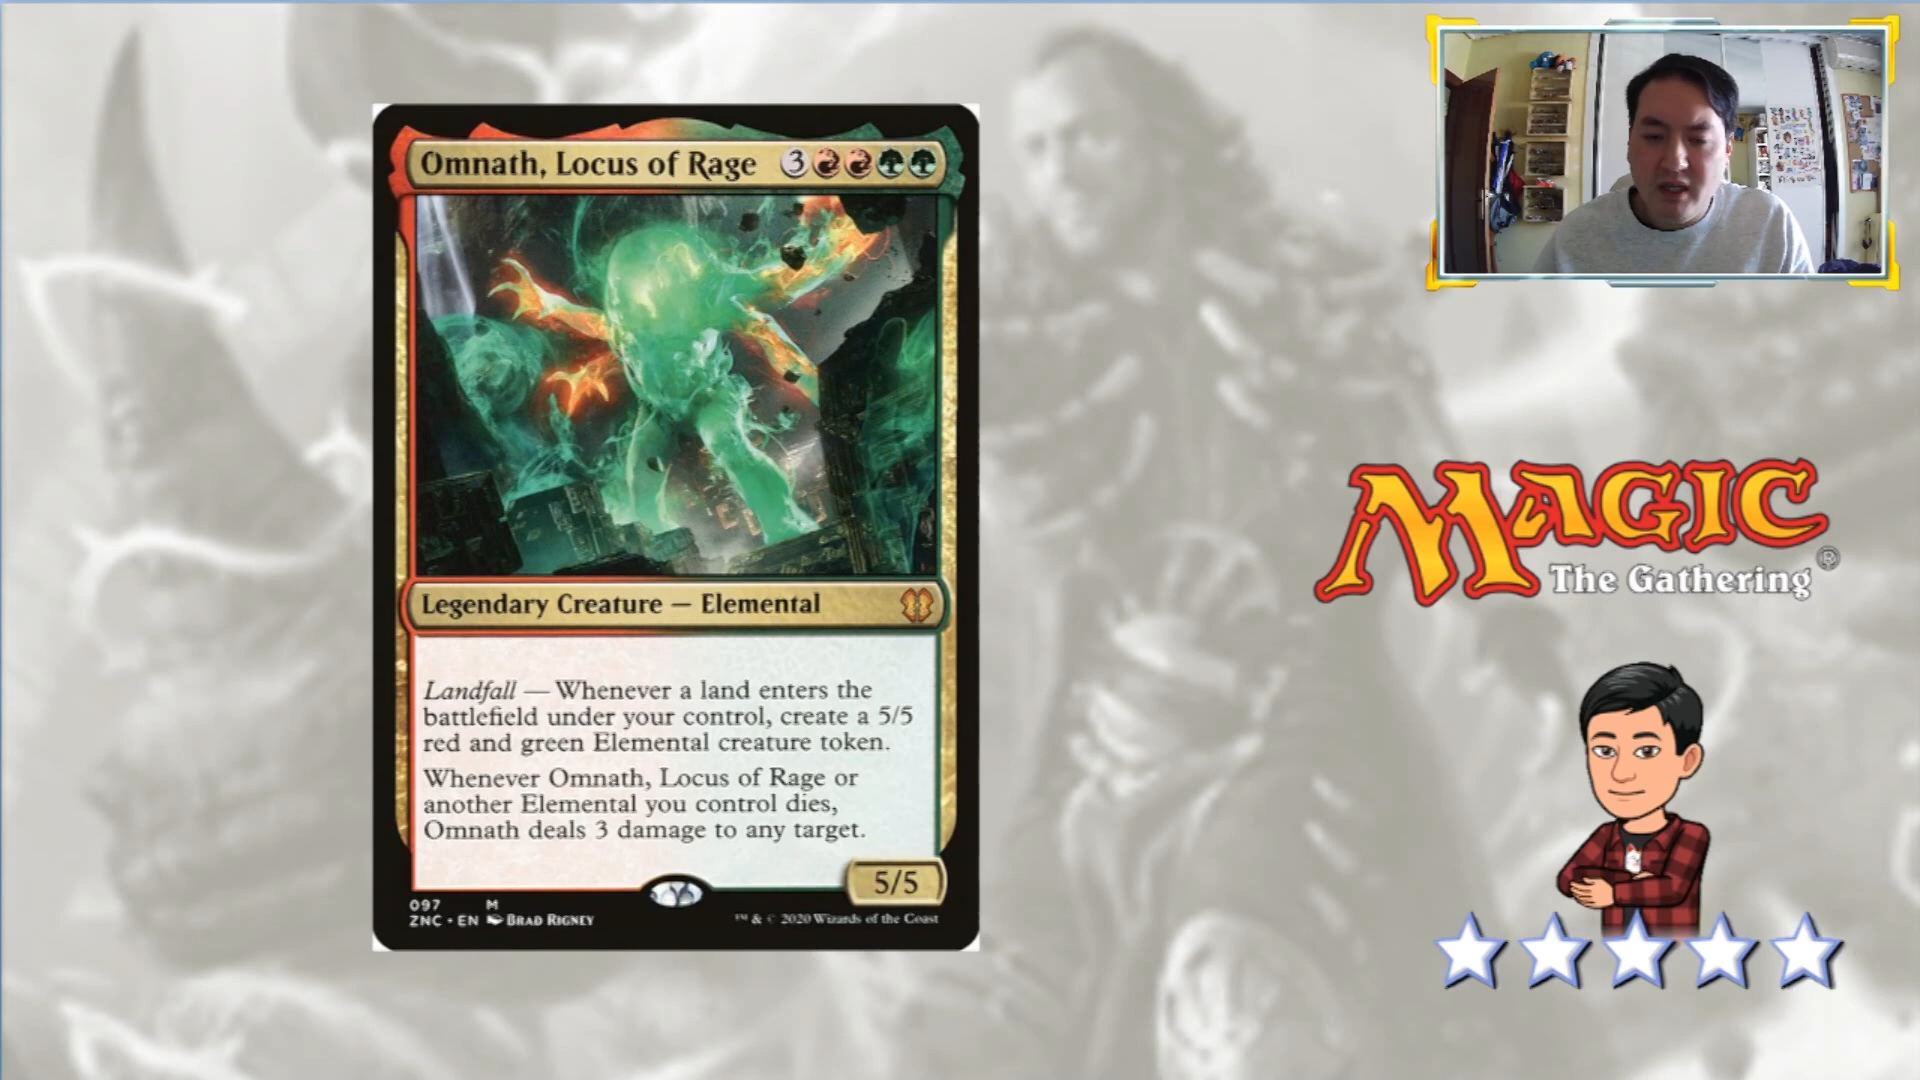 Omnath, Locus of Rage 3
Legendary Creature — Elemental
Landfall — Whenever a land enters the
battlefield under your control, create a 5/5
red and green Elemental creature token.
Whenever Omnath, Locus of Rage or
another Elemental you control dies,
Omnath deals 3 damage to any target.
5/5
097 M
ZNC • EN BRAD RIGNEY
™ & © 2020 Wizards of the Coast
MAGIC ®
The Gathering